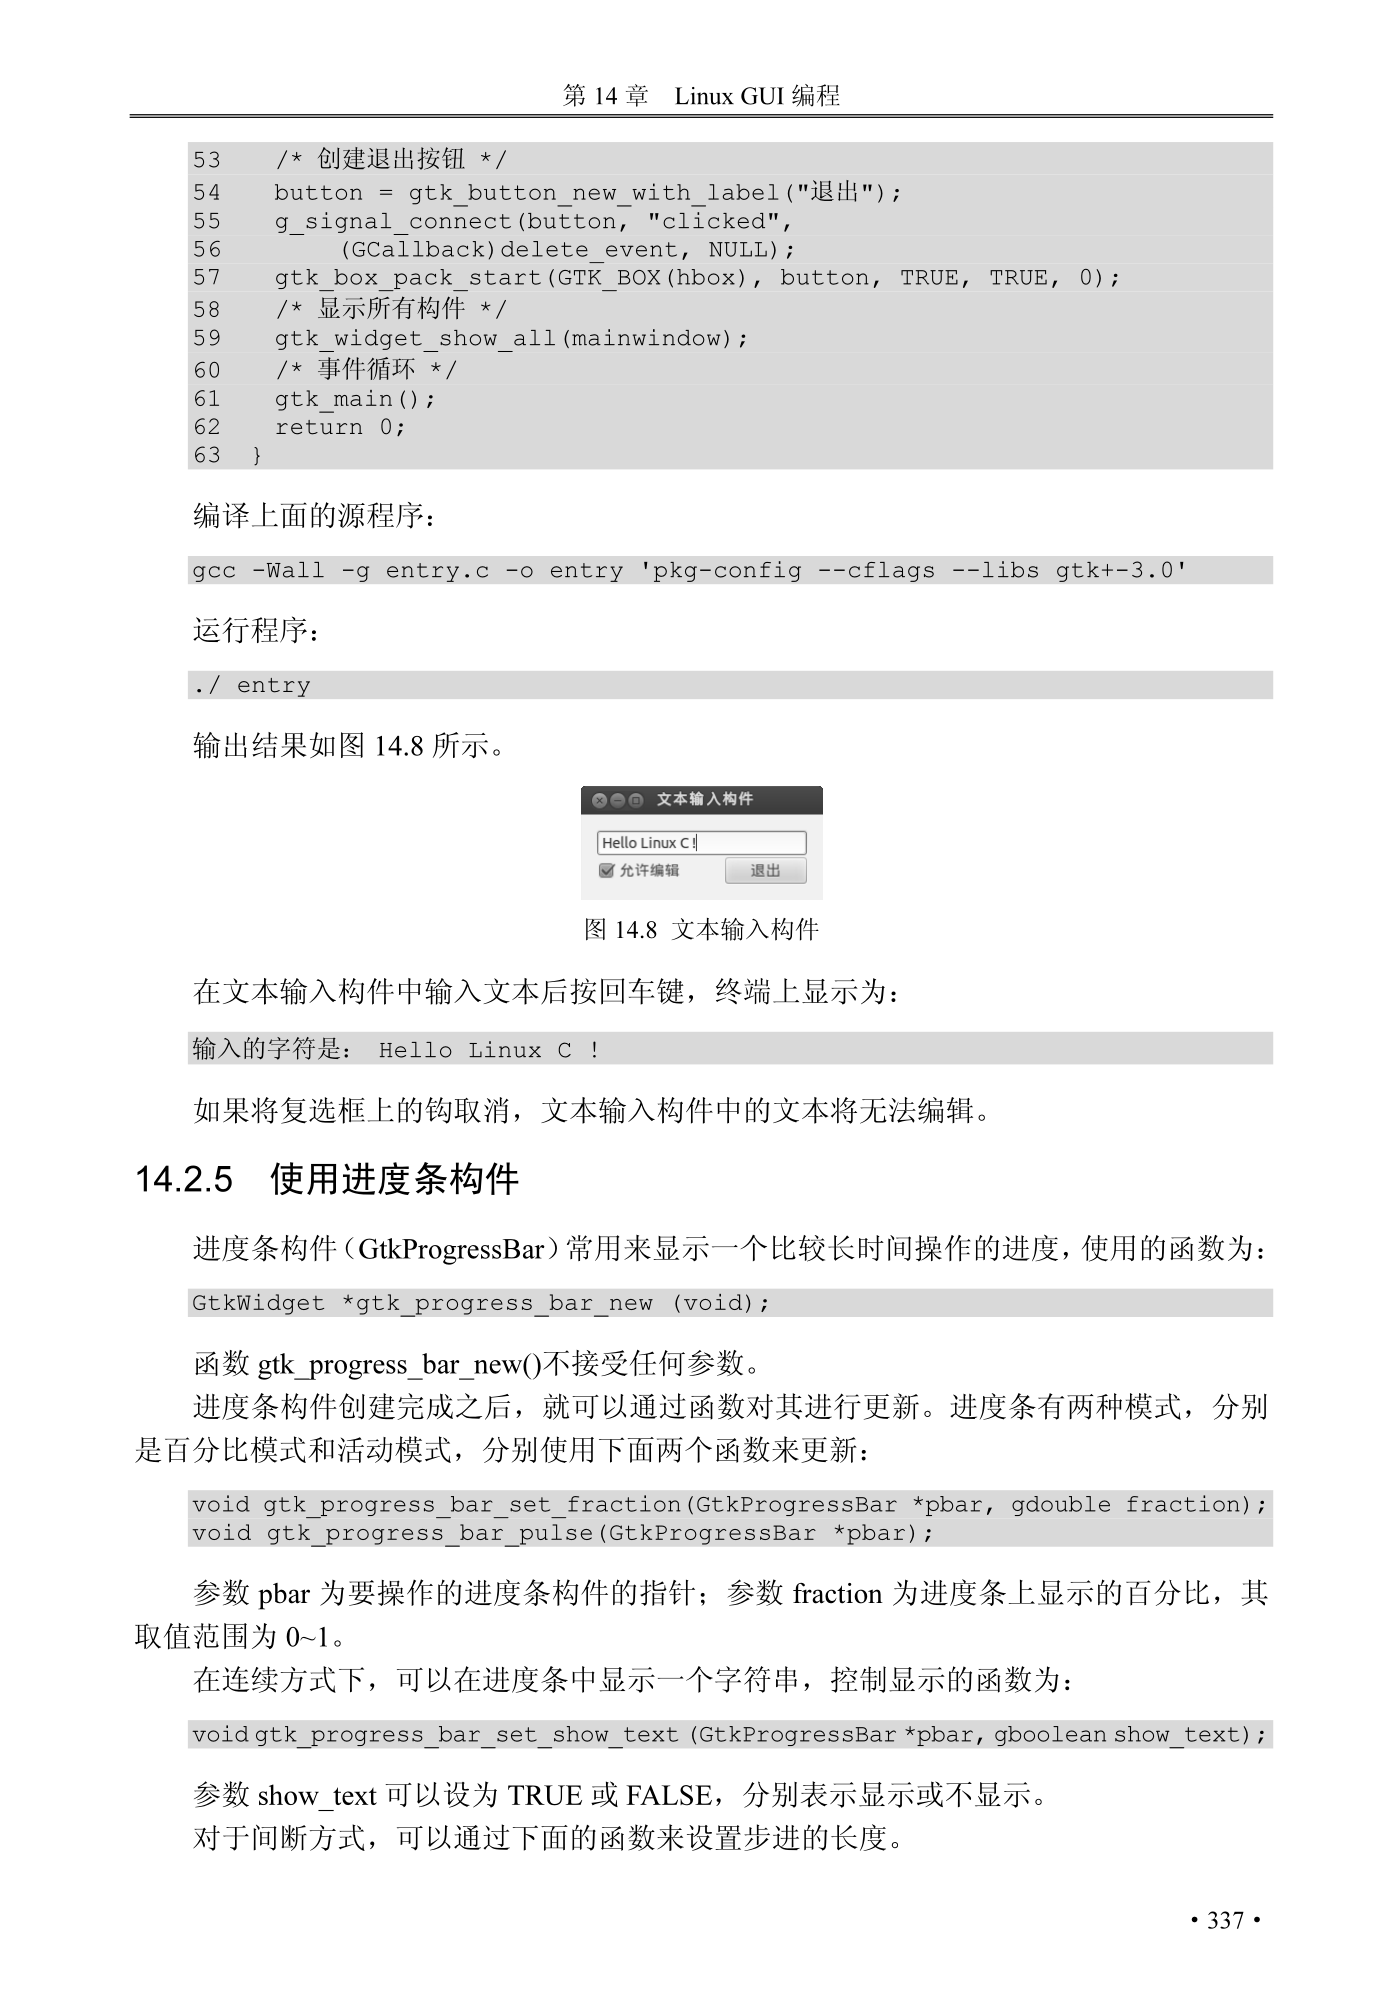 第 14 章 Linux GUI 编程
53 /* 创建退出按钮 */
54 button = gtk_button_new_with_label("退出");
55 g_signal_connect(button, "clicked",
56 (GCallback)delete_event, NULL);
57 gtk_box_pack_start(GTK_BOX(hbox), button, TRUE, TRUE, 0);
58 /* 显示所有构件 */
59 gtk_widget_show_all(mainwindow);
60 /* 事件循环 */
61 gtk_main();
62 return 0;
63 }
编译上面的源程序：
gcc -Wall -g entry.c -o entry 'pkg-config --cflags --libs gtk+-3.0'
运行程序：
./ entry
输出结果如图 14.8 所示。
文本输入构件
Hello Linux C !
允许编辑 退出
图 14.8 文本输入构件
在文本输入构件中输入文本后按回车键，终端上显示为：
输入的字符是： Hello Linux C !
如果将复选框上的钩取消，文本输入构件中的文本将无法编辑。
14.2.5 使用进度条构件
进度条构件（GtkProgressBar）常用来显示一个比较长时间操作的进度，使用的函数为：
GtkWidget *gtk_progress_bar_new (void);
函数 gtk_progress_bar_new()不接受任何参数。
进度条构件创建完成之后，就可以通过函数对其进行更新。进度条有两种模式，分别
是百分比模式和活动模式，分别使用下面两个函数来更新：
void gtk_progress_bar_set_fraction(GtkProgressBar *pbar, gdouble fraction);
void gtk_progress_bar_pulse(GtkProgressBar *pbar);
参数 pbar 为要操作的进度条构件的指针；参数 fraction 为进度条上显示的百分比，其
取值范围为 0~1。
在连续方式下，可以在进度条中显示一个字符串，控制显示的函数为：
void gtk_progress_bar_set_show_text (GtkProgressBar *pbar, gboolean show_text);
参数 show_text 可以设为 TRUE 或 FALSE，分别表示显示或不显示。
对于间断方式，可以通过下面的函数来设置步进的长度。
• 337 •